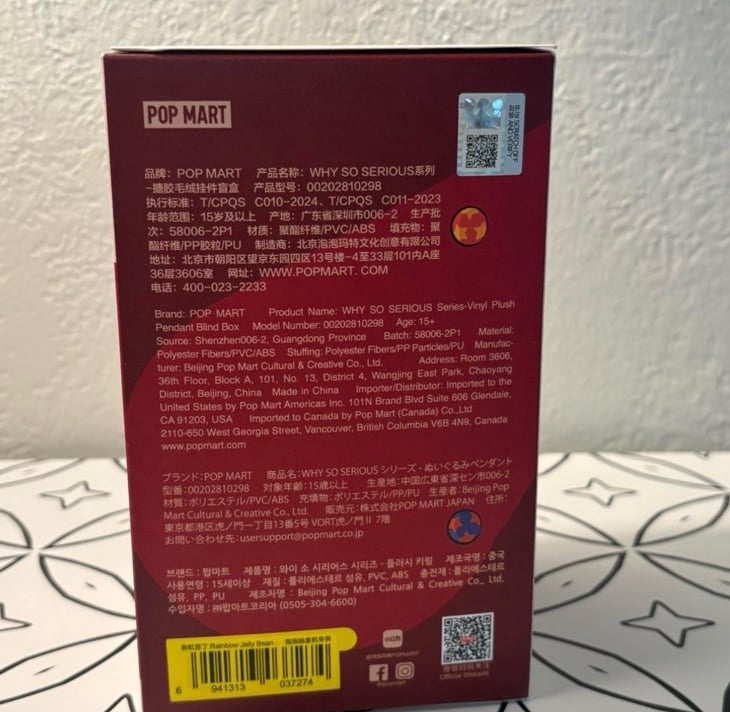 POP MART
此处 SCRATCH OFF
刮开 AND VERIFY
品牌: POP MART 产品名称: WHY SO SERIOUS系列
-搪胶毛绒挂件盲盒 产品型号: 00202810298
执行标准: T/CPQS C010-2024、T/CPQS C011-2023
年龄范围: 15岁及以上 产地: 广东省深圳市006-2 生产批
次: 58006-2P1 材质: 聚酯纤维/PVC/ABS 填充物: 聚
酯纤维/PP胶粒/PU 制造商: 北京泡泡玛特文化创意有限公司
地址: 北京市朝阳区望京东园四区13号楼-4至33层101内A座
36层3606室 网址: WWW.POPMART. COM
电话: 400-023-2233
Brand: POP MART Product Name: WHY SO SERIOUS Series-Vinyl Plush
Pendant Blind Box Model Number: 00202810298 Age: 15+
Source: Shenzhen006-2, Guangdong Province Batch: 58006-2P1 Material:
Polyester Fibers/PVC/ABS Stuffing: Polyester Fibers/PP Particles/PU Manufac-
turer: Beijing Pop Mart Cultural & Creative Co., Ltd. Address: Room 3606,
36th Floor, Block A, 101, No. 13, District 4, Wangjing East Park, Chaoyang
District, Beijing, China Made in China Importer/Distributor: Imported to the
United States by Pop Mart Americas Inc. 101N Brand Blvd Suite 606 Glendale,
CA 91203, USA Imported to Canada by Pop Mart (Canada) Co.,Ltd
2110-650 West Georgia Street, Vancouver, British Columbia V6B 4N9, Canada
www.popmart.com
ブランド:POP MART 商品名:WHY SO SERIOUS シリーズ - ぬいぐるみペンダント
型番:00202810298 対象年齢:15歳以上 生産地:中国広東省深セン市006-2
材質:ポリエステル/PVC/ABS 充填物:ポリエステル/PP/PU 生産者:Beijing Pop
Mart Cultural & Creative Co., Ltd. 販売元:株式会社POP MART JAPAN 住所:
東京都港区虎ノ門一丁目13番5号 VORT虎ノ門Ⅱ 7階
お問い合わせ先:usersupport@popmart.co.jp
브랜드 : 팝마트 제품명 : 와이 소 시리어스 시리즈 - 플러시 키링 제조국명 : 중국
사용연령 : 15세이상 재질 : 폴리에스테르 섬유, PVC, ABS 충전재 : 폴리에스테르
섬유, PP, PU 제조자명 : Beijing Pop Mart Cultural & Creative Co., Ltd.
수입자명 : ㈜팝마트코리아 (0505-304-6600)
彩虹豆丁 Rainbow Jelly Bean
6 941313 037274
小红书
@泡泡玛特POPMART
@popmart
Official Website